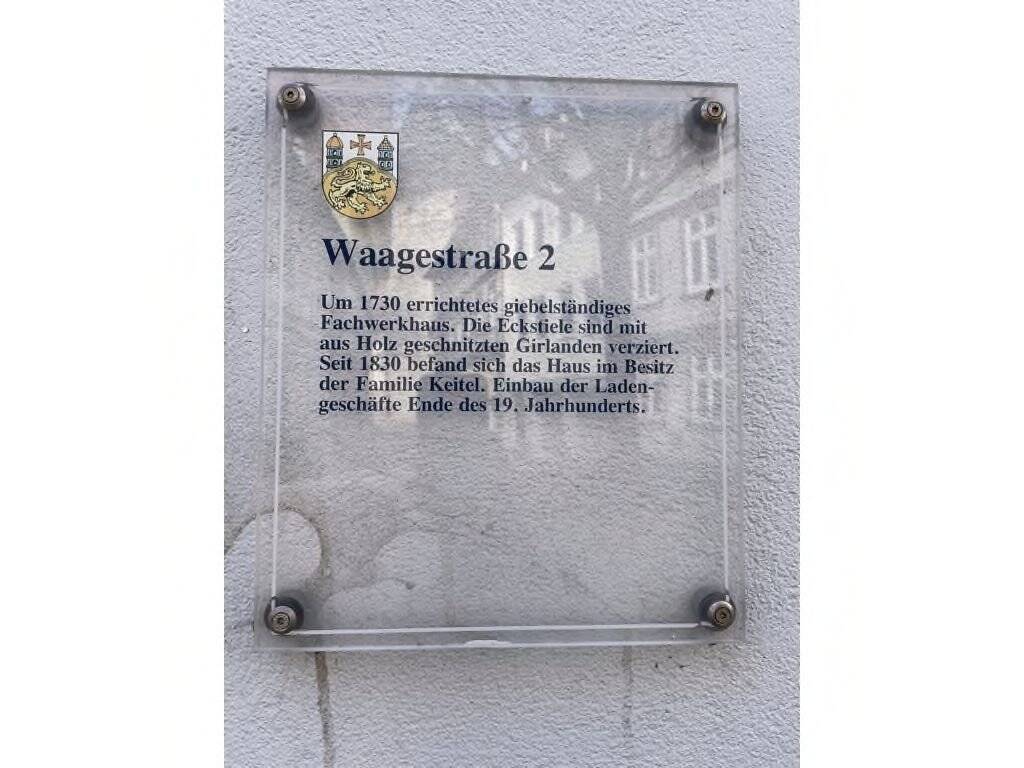 Waagestraße 2
Um 1730 errichtetes giebelständiges
Fachwerkhaus. Die Eckstiele sind mit
aus Holz geschnitzten Girlanden verziert.
Seit 1830 befand sich das Haus im Besitz
der Familie Keitel. Einbau der Laden-
geschäfte Ende des 19. Jahrhunderts.